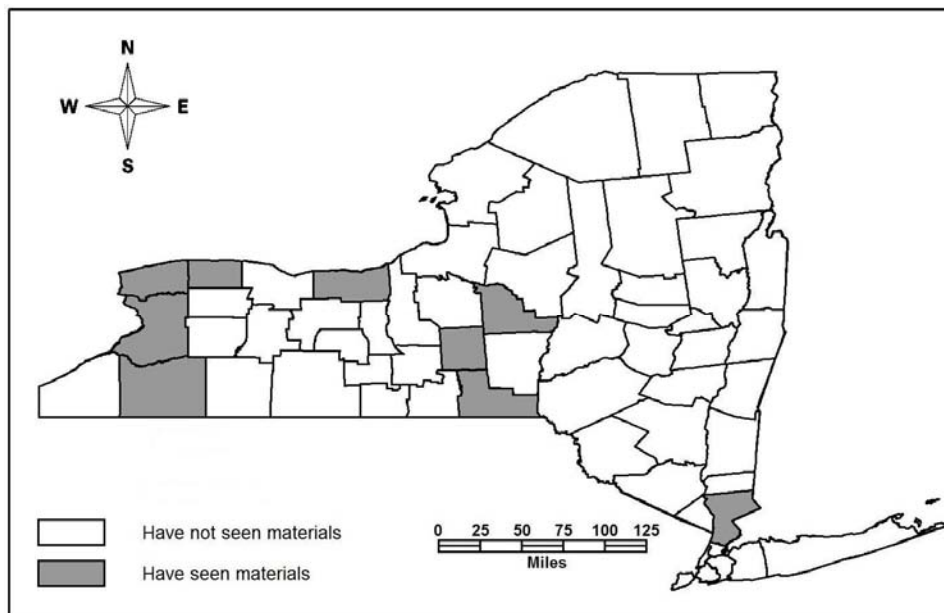 N
W E
S
Have not seen materials
Have seen materials
0 25 50 75 100 125
Miles